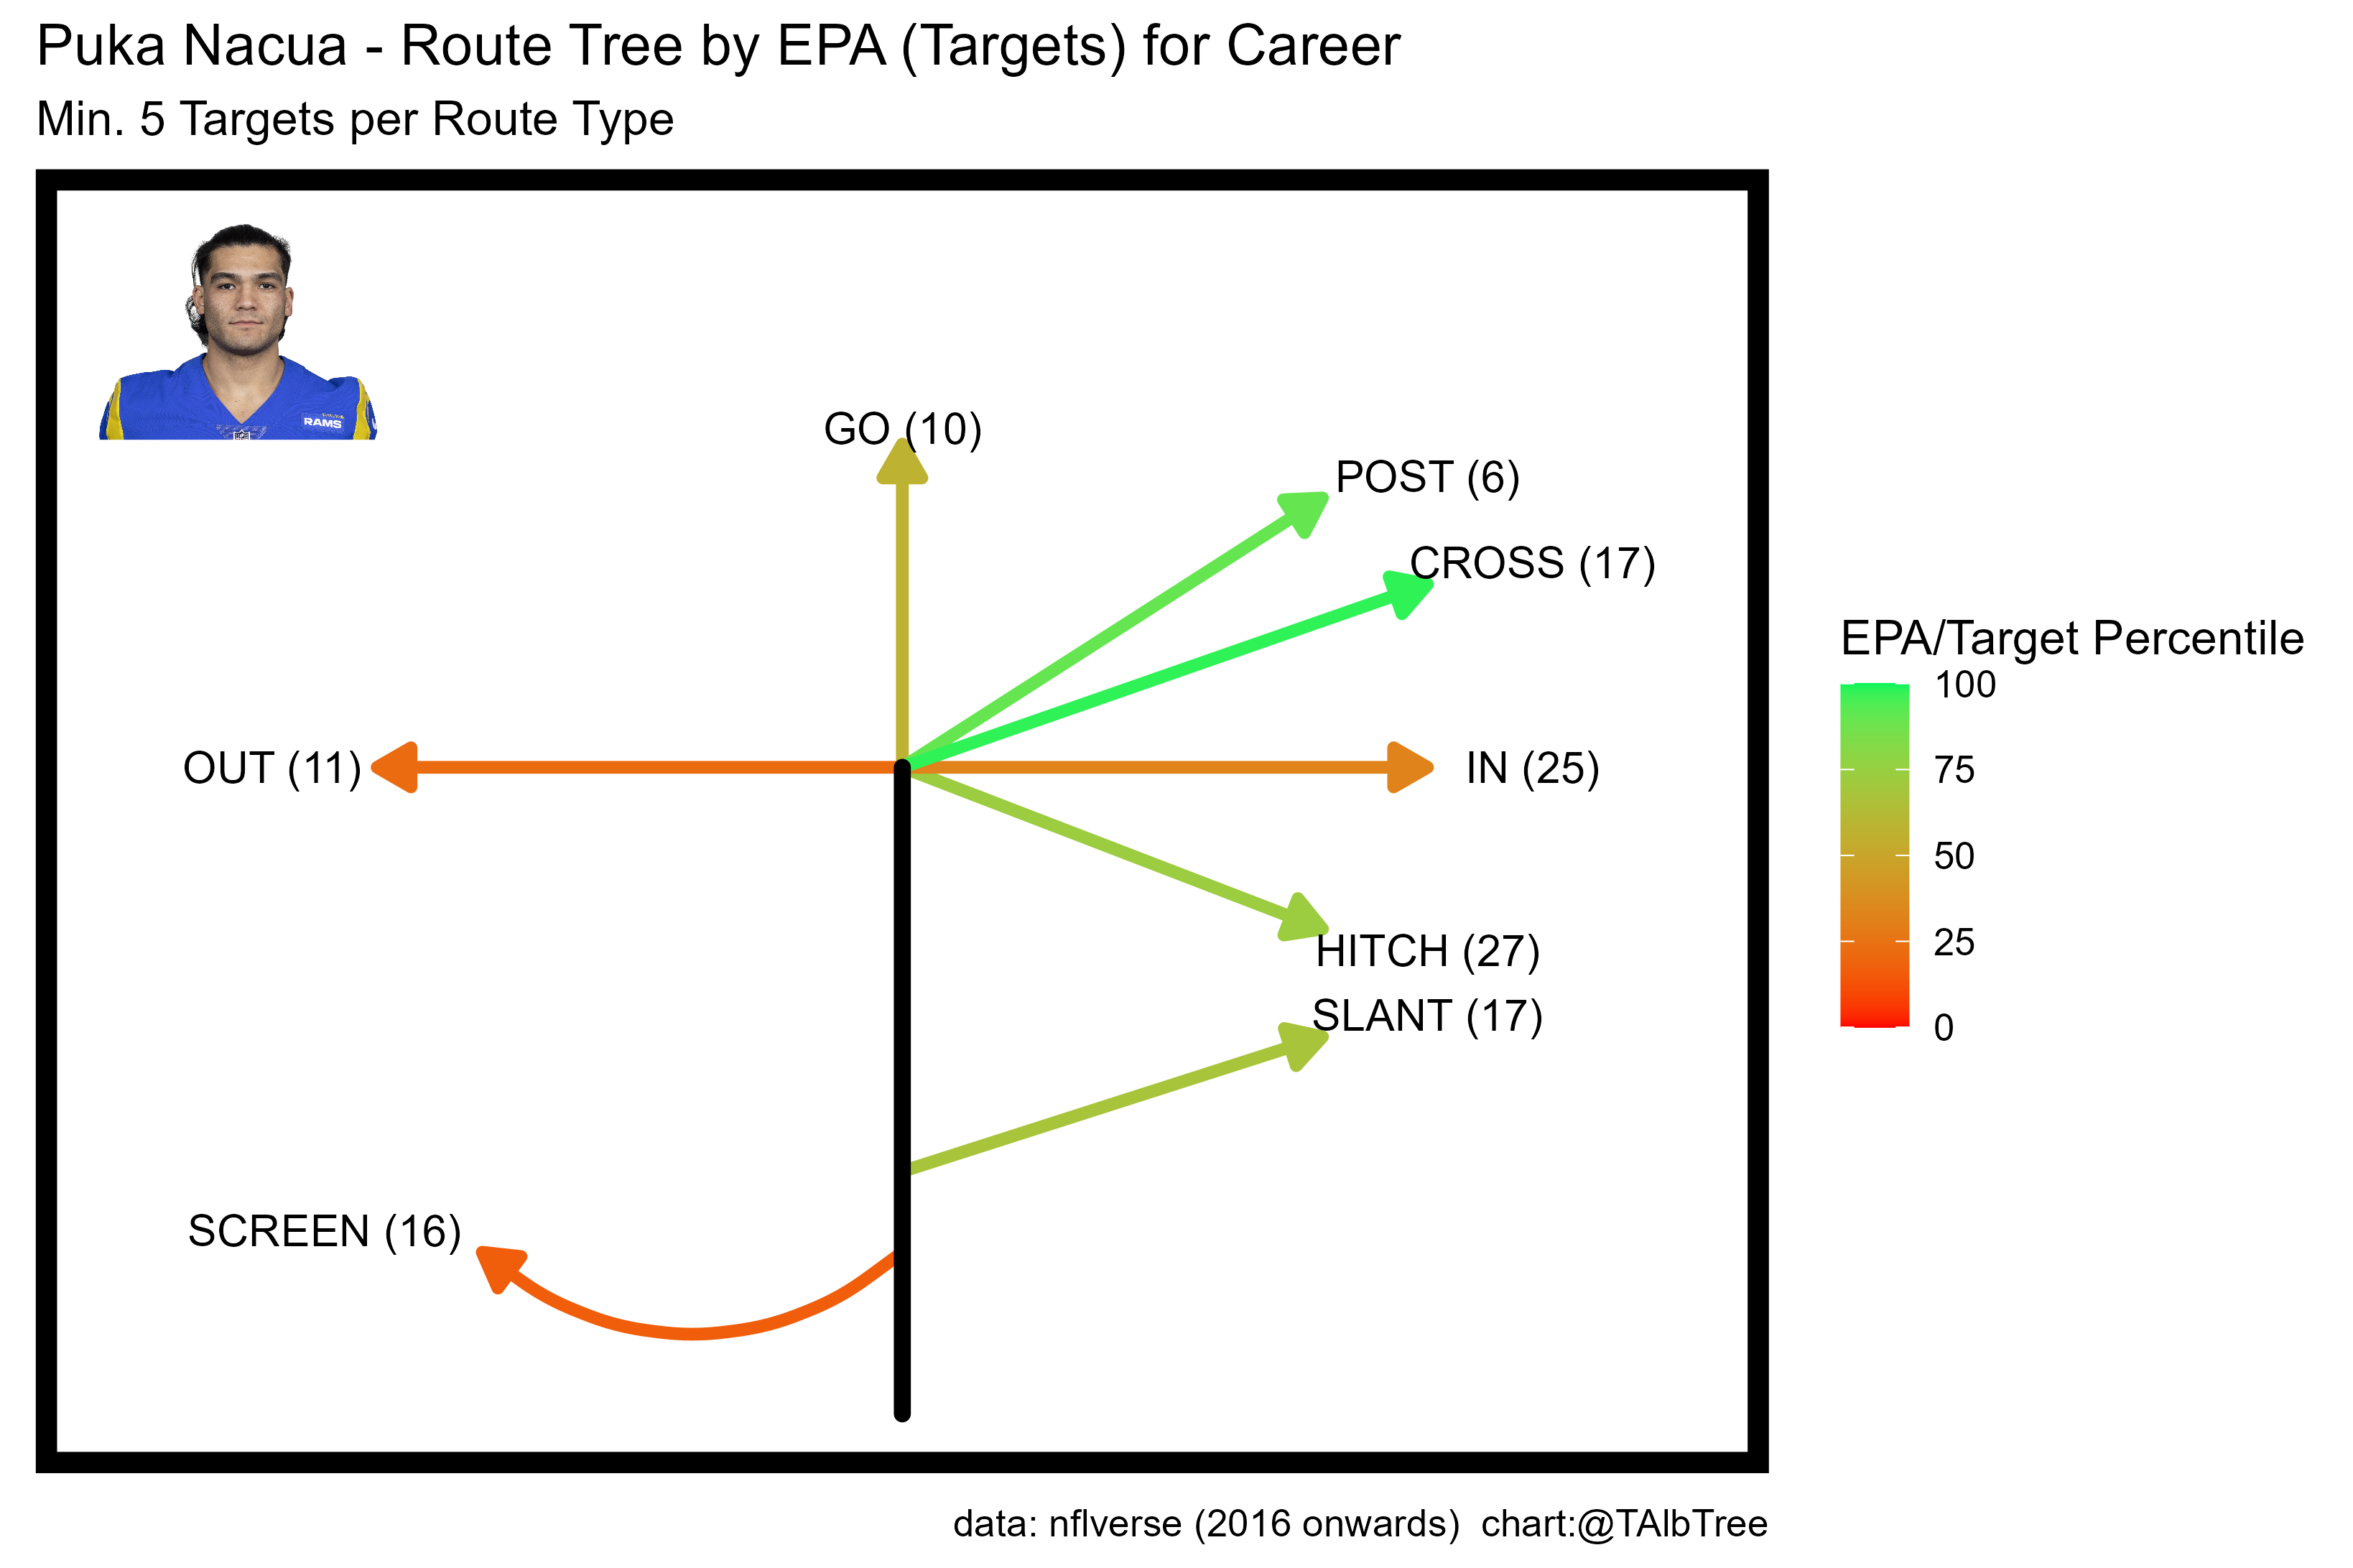 Puka Nacua - Route Tree by EPA (Targets) for Career
Min. 5 Targets per Route Type
RAMS
GO (10)
POST (6)
CROSS (17)
OUT (11)
IN (25)
HITCH (27)
SLANT (17)
SCREEN (16)
EPA/Target Percentile
100
75
50
25
0
data: nflverse (2016 onwards)  chart:@TAlbTree